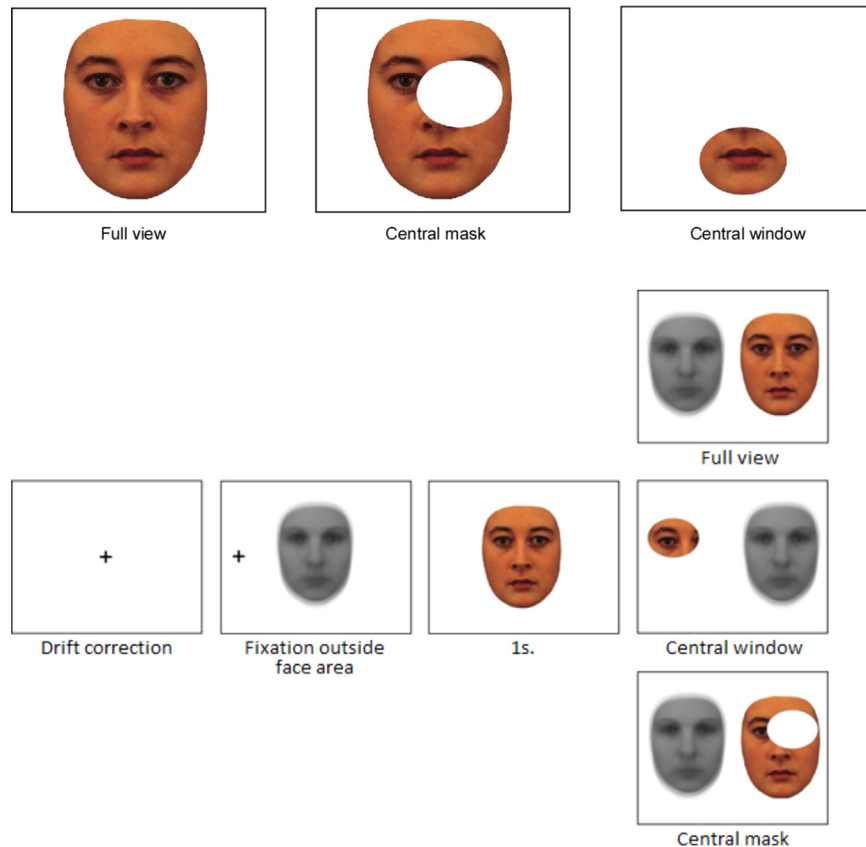 Full view
Central mask
Central window
Full view
Drift correction
Fixation outside
face area
1s.
Central window
Central mask